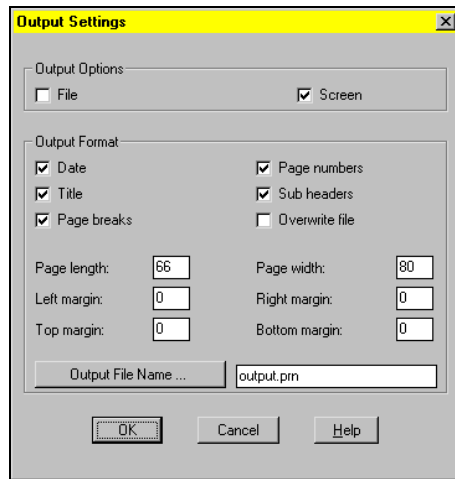 Output Settings
Output Options
File Screen
Output Format
Date Page numbers
Title Sub headers
Page breaks Overwrite file
Page length: 66 Page width: 80
Left margin: 0 Right margin: 0
Top margin: 0 Bottom margin: 0
Output File Name ... output.prn
OK Cancel Help